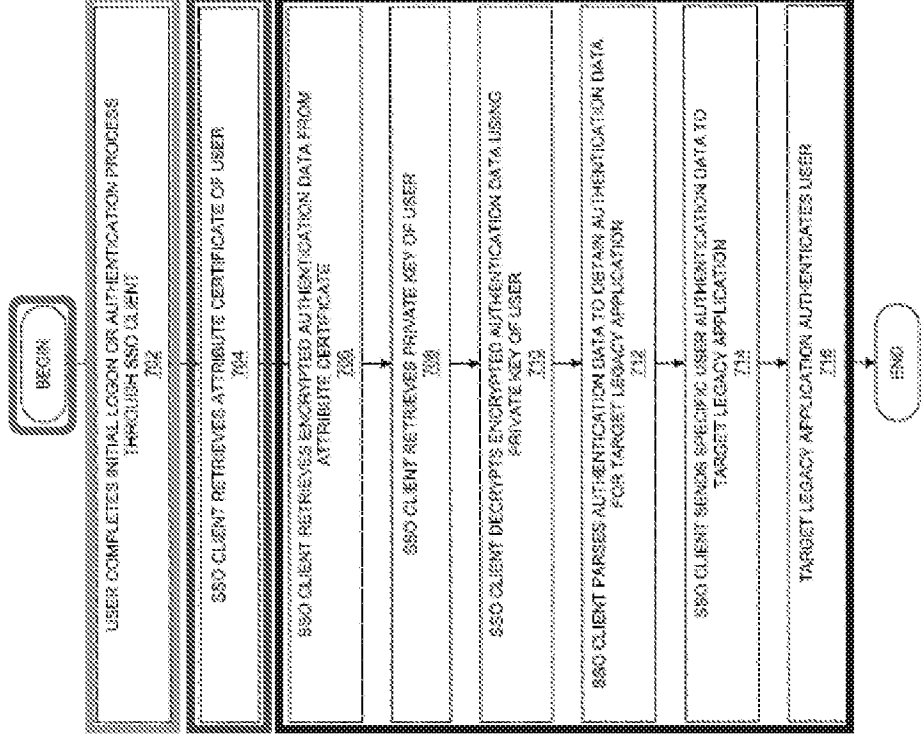 BEGIN
USER COMPLETES INITIAL LOGON OR AUTHENTICATION PROCESS
THROUGH SSO CLIENT
702
SSO CLIENT RETRIEVES ATTRIBUTE CERTIFICATE OF USER
704
SSO CLIENT RETRIEVES ENCRYPTED AUTHENTICATION DATA FROM
ATTRIBUTE CERTIFICATE
706
SSO CLIENT RETRIEVES PRIVATE KEY OF USER
708
SSO CLIENT DECRYPTS ENCRYPTED AUTHENTICATION DATA USING
PRIVATE KEY OF USER
710
SSO CLIENT PARSES AUTHENTICATION DATA TO OBTAIN AUTHENTICATION DATA
FOR TARGET LEGACY APPLICATION
712
SSO CLIENT SENDS SPECIFIC USER AUTHENTICATION DATA TO
TARGET LEGACY APPLICATION
714
TARGET LEGACY APPLICATION AUTHENTICATES USER
716
END